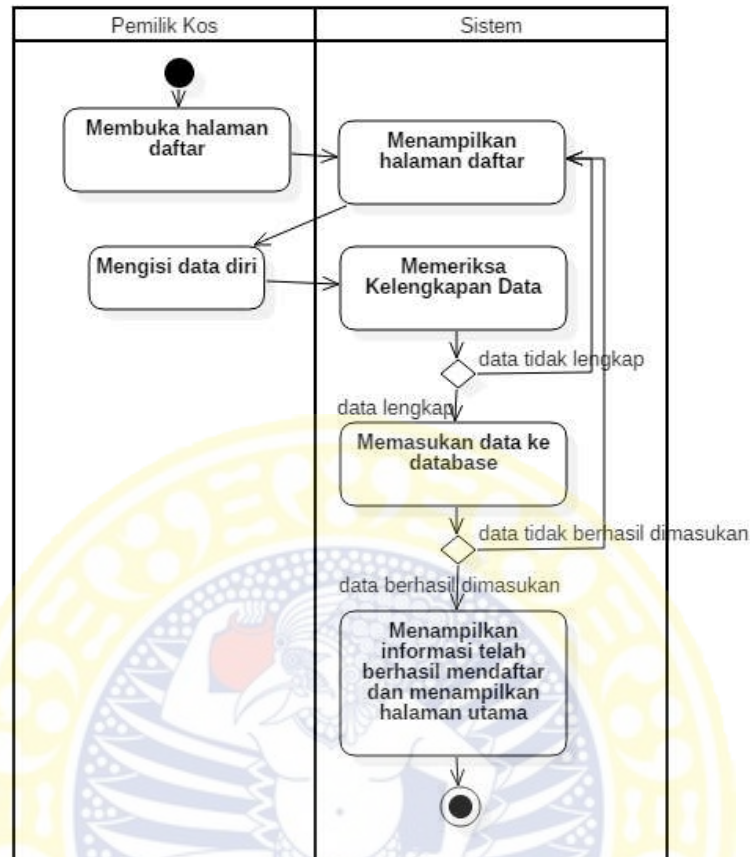 Pemilik Kos
Sistem
Membuka halaman
daftar
Menampilkan
halaman daftar
Mengisi data diri
Memeriksa
Kelengkapan Data
data tidak lengkap
data lengkap
Memasukan data ke
database
data tidak berhasil dimasukan
data berhasil dimasukan
Menampilkan
informasi telah
berhasil mendaftar
dan menampilkan
halaman utama